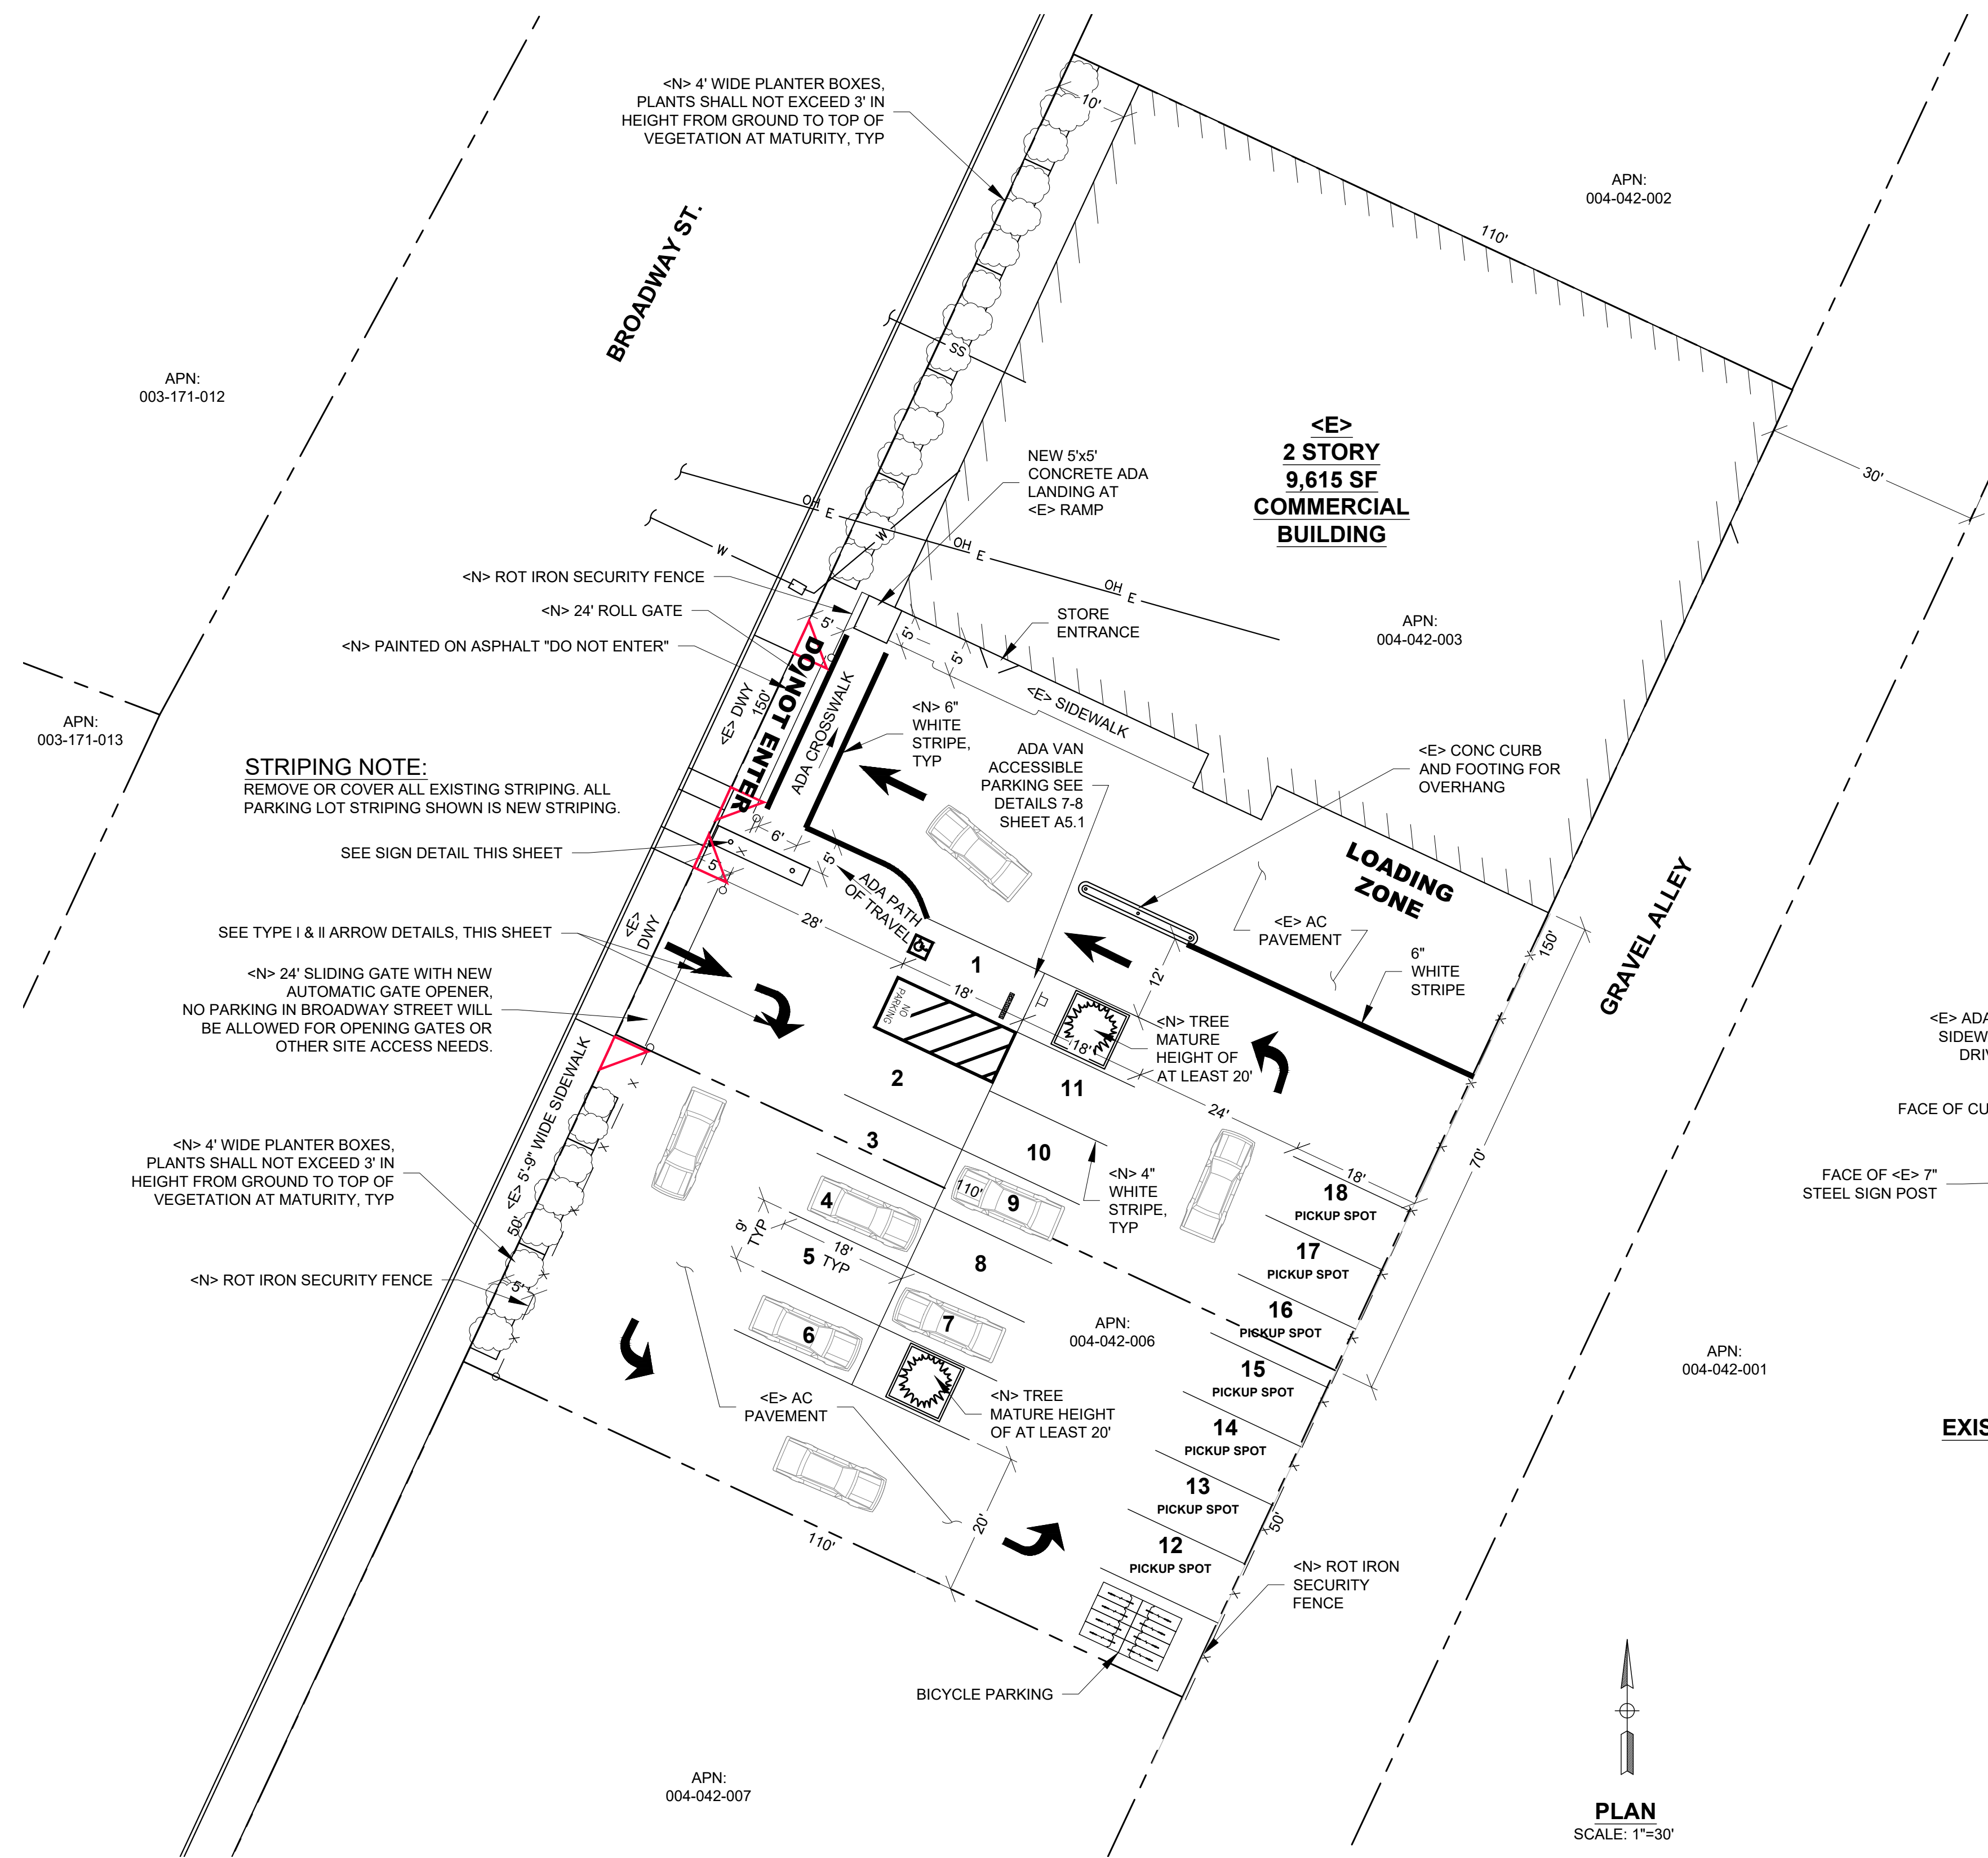 <N> 4' WIDE PLANTER BOXES,
PLANTS SHALL NOT EXCEED 3' IN
HEIGHT FROM GROUND TO TOP OF
VEGETATION AT MATURITY, TYP
10'
APN:
004-042-002
110'
BROADWAY ST.
APN:
003-171-012
SS
<E>
2 STORY
9,615 SF
COMMERCIAL
BUILDING
30'
NEW 5'x5'
CONCRETE ADA
LANDING AT
<E> RAMP
OH E
W
W
OH E
OH E
<N> ROT IRON SECURITY FENCE
<N> 24' ROLL GATE
<N> PAINTED ON ASPHALT "DO NOT ENTER"
STORE
ENTRANCE
APN:
004-042-003
5'
5'
5'
DO NOT ENTER
<E> DWY
150'
ADA CROSSWALK
<E> SIDEWALK
<N> 6"
WHITE
STRIPE,
TYP
APN:
003-171-013
STRIPING NOTE:
REMOVE OR COVER ALL EXISTING STRIPING. ALL
PARKING LOT STRIPING SHOWN IS NEW STRIPING.
ADA VAN
ACCESSIBLE
PARKING SEE
DETAILS 7-8
SHEET A5.1
<E> CONC CURB
AND FOOTING FOR
OVERHANG
SEE SIGN DETAIL THIS SHEET
6'
5'
5'
ADA PATH
OF TRAVEL
28'
LOADING
ZONE
<E> AC
PAVEMENT
GRAVEL ALLEY
150'
6"
WHITE
STRIPE
<E>
DWY
SEE TYPE I & II ARROW DETAILS, THIS SHEET
<N> 24' SLIDING GATE WITH NEW
AUTOMATIC GATE OPENER,
NO PARKING IN BROADWAY STREET WILL
BE ALLOWED FOR OPENING GATES OR
OTHER SITE ACCESS NEEDS.
1
18'
12'
NO
PARKING
<N> TREE
MATURE
HEIGHT OF
AT LEAST 20'
18'
<E> ADA
SIDEW
DRI
2
11
24'
FACE OF CU
<E> 5'-9" WIDE SIDEWALK
3
10
<N> 4"
WHITE
STRIPE,
TYP
18'
70'
<N> 4' WIDE PLANTER BOXES,
PLANTS SHALL NOT EXCEED 3' IN
HEIGHT FROM GROUND TO TOP OF
VEGETATION AT MATURITY, TYP
50'
4
110'
9
18
PICKUP SPOT
FACE OF <E> 7"
STEEL SIGN POST
9'
TYP
18'
TYP
5
8
17
PICKUP SPOT
<N> ROT IRON SECURITY FENCE
5'
6
7
APN:
004-042-006
16
PICKUP SPOT
15
PICKUP SPOT
APN:
004-042-001
<E> AC
PAVEMENT
<N> TREE
MATURE HEIGHT
OF AT LEAST 20'
14
PICKUP SPOT
EXIS
13
PICKUP SPOT
20'
50'
110'
12
PICKUP SPOT
<N> ROT IRON
SECURITY
FENCE
BICYCLE PARKING
APN:
004-042-007
PLAN
SCALE: 1"=30'